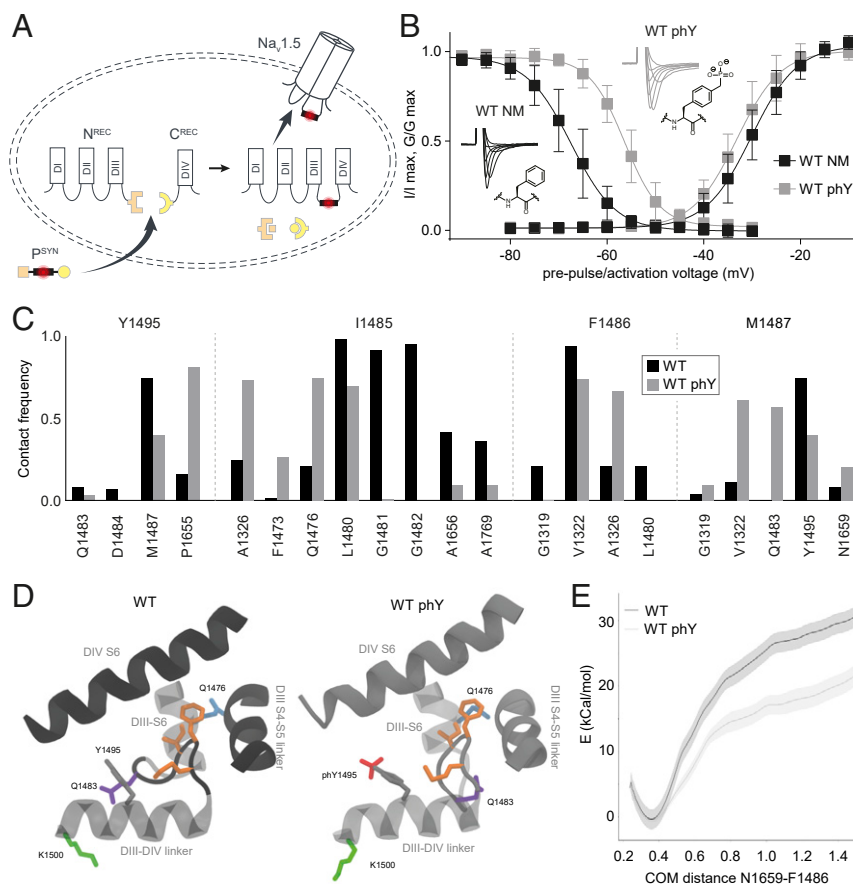 A
Nav1.5
NREC
CREC
DI
DII
DIII
DIV
DI
DII
DIII
DIV
PSYN
B
WT phY
WT NM
I/I max, G/G max
1.0
0.5
0.0
-80
-60
-40
-20
pre-pulse/activation voltage (mV)
O
P
O
O
N
H
O
N
H
O
WT NM
WT phY
C
Y1495
I1485
F1486
M1487
Contact frequency
1.0
0.5
0.0
WT
WT phY
Q1483
D1484
M1487
P1655
A1326
F1473
Q1476
L1480
G1481
G1482
A1656
A1769
G1319
V1322
A1326
L1480
G1319
V1322
Q1483
Y1495
N1659
D
WT
DIV S6
Q1476
DIII-S6
DIII S4-S5 linker
Y1495
Q1483
DIII-DIV linker
K1500
WT phY
DIV S6
Q1476
DIII-S6
DIII S4-S5 linker
phY1495
Q1483
DIII-DIV linker
K1500
E
WT
WT phY
E (kCal/mol)
30
20
10
0
0.2
0.6
0.8
1.0
1.2
1.4
COM distance N1659-F1486